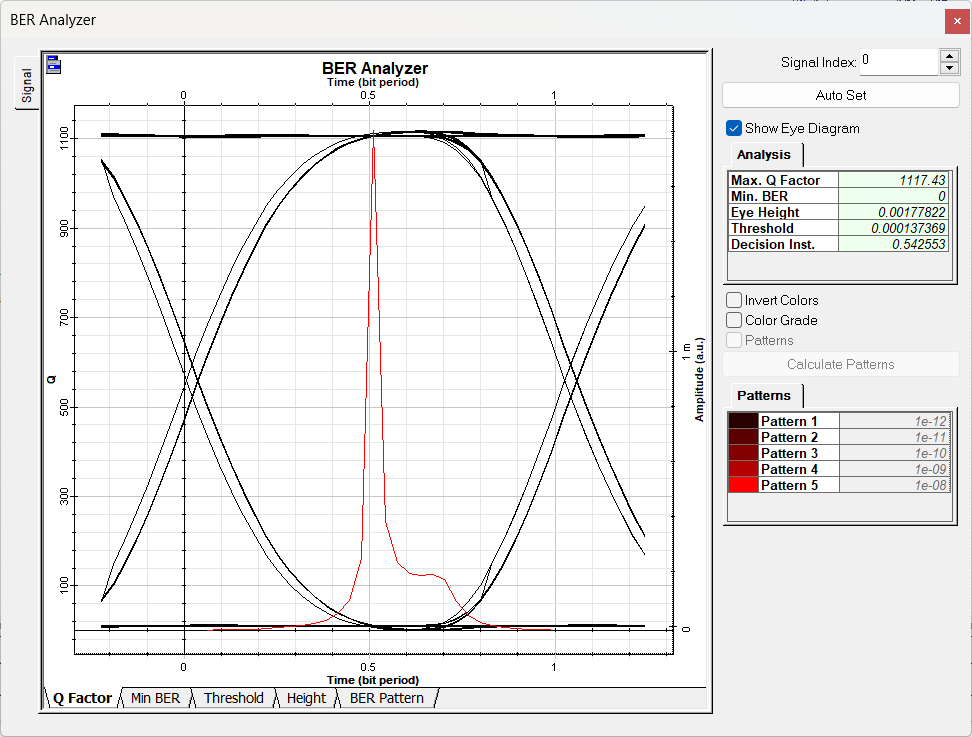 BER Analyzer
Signal
BER Analyzer
Time (bit period)
0 0.5 1
1100
900
700
500
300
100
Q
1 m
0
Amplitude (a.u.)
0 0.5 1
Time (bit period)
Q Factor Min BER Threshold Height BER Pattern
Signal Index: 0
Auto Set
Show Eye Diagram
Analysis
Max. Q Factor 1117.43
Min. BER 0
Eye Height 0.00177822
Threshold 0.000137369
Decision Inst. 0.542553
Invert Colors
Color Grade
Patterns
Calculate Patterns
Patterns
Pattern 1 1e-12
Pattern 2 1e-11
Pattern 3 1e-10
Pattern 4 1e-09
Pattern 5 1e-08